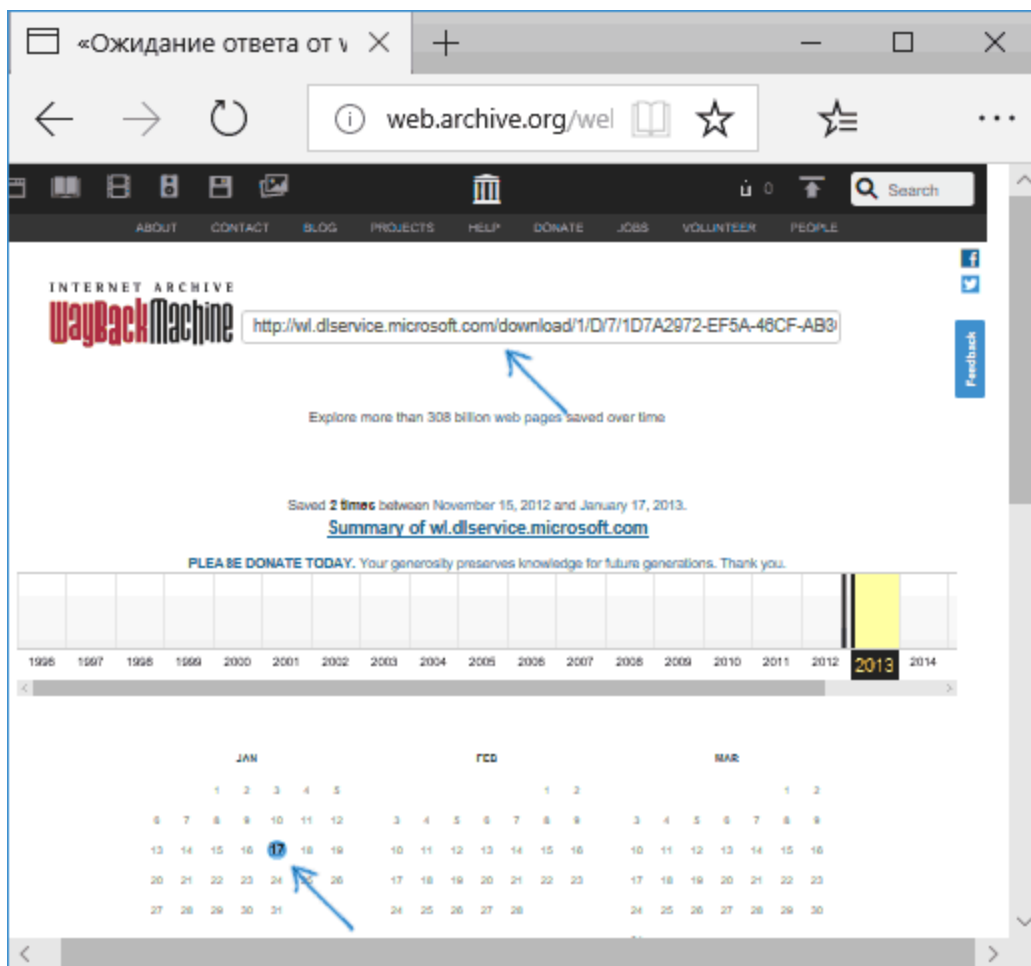 «Ожидание ответа от v
web.archive.org/wel
0
Search
ABOUT CONTACT BLOG PROJECTS HELP DONATE JOBS VOLUNTEER PEOPLE
INTERNET ARCHIVE
WayBackMachine
http://wl.dlservice.microsoft.com/download/1/D/7/1D7A2972-EF5A-46CF-AB3
Feedback
Explore more than 308 billion web pages saved over time
Saved 2 times between November 15, 2012 and January 17, 2013.
Summary of wl.dlservice.microsoft.com
PLEASE DONATE TODAY. Your generosity preserves knowledge for future generations. Thank you.
1996 1997 1998 1999 2000 2001 2002 2003 2004 2005 2006 2007 2008 2009 2010 2011 2012 2013 2014
JAN FEB MAR
1 2 3 4 5 1 2 1 2
6 7 8 9 10 11 12 3 4 5 6 7 8 9 3 4 5 6 7 8 9
13 14 15 16 17 18 19 10 11 12 13 14 15 16 10 11 12 13 14 15 16
20 21 22 23 24 25 26 17 18 19 20 21 22 23 17 18 19 20 21 22 23
27 28 29 30 31 24 25 26 27 28 24 25 26 27 28 29 30